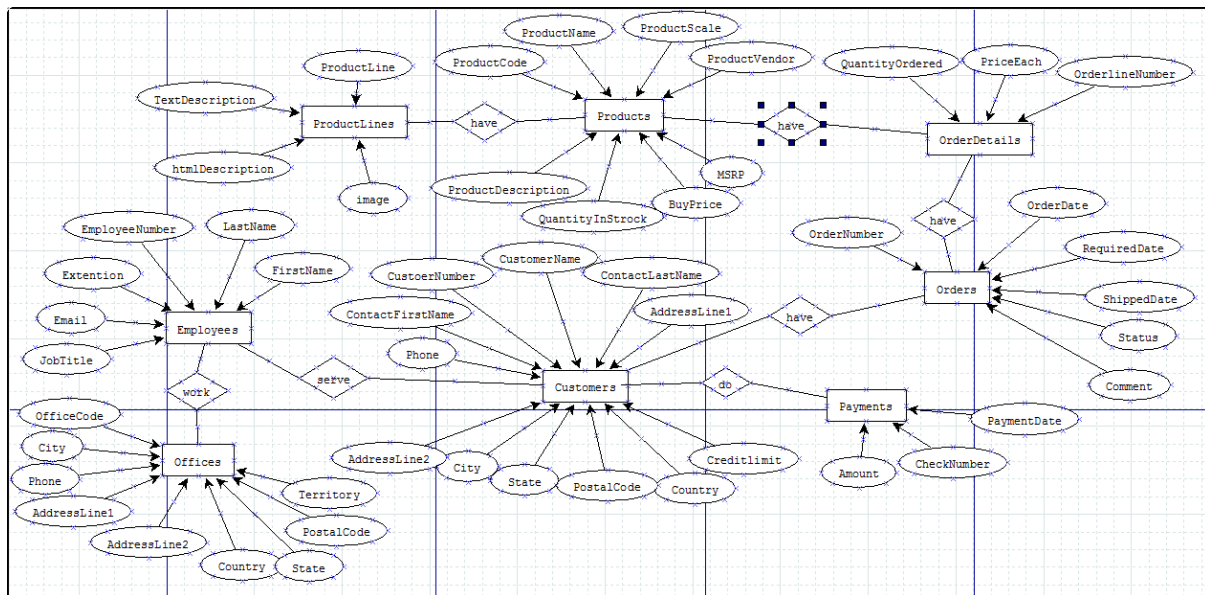 ProductName
ProductScale
ProductLine
ProductCode
ProductVendor
QuantityOrdered
PriceEach
OrderlineNumber
TextDescription
ProductLines
have
Products
have
OrderDetails
htmlDescription
image
ProductDescription
MSRP
QuantityInStrock
BuyPrice
have
OrderDate
OrderNumber
RequiredDate
EmployeeNumber
LastName
FirstName
Extention
CustoerNumber
CustomerName
ContactLastName
Orders
ShippedDate
Email
Employees
ContactFirstName
AddressLine1
have
Status
JobTitle
Phone
serve
Customers
db
Comment
work
Payments
OfficeCode
PaymentDate
City
Offices
AddressLine2
City
State
PostalCode
Country
Creditlimit
Amount
CheckNumber
Phone
Territory
AddressLine1
PostalCode
AddressLine2
Country
State